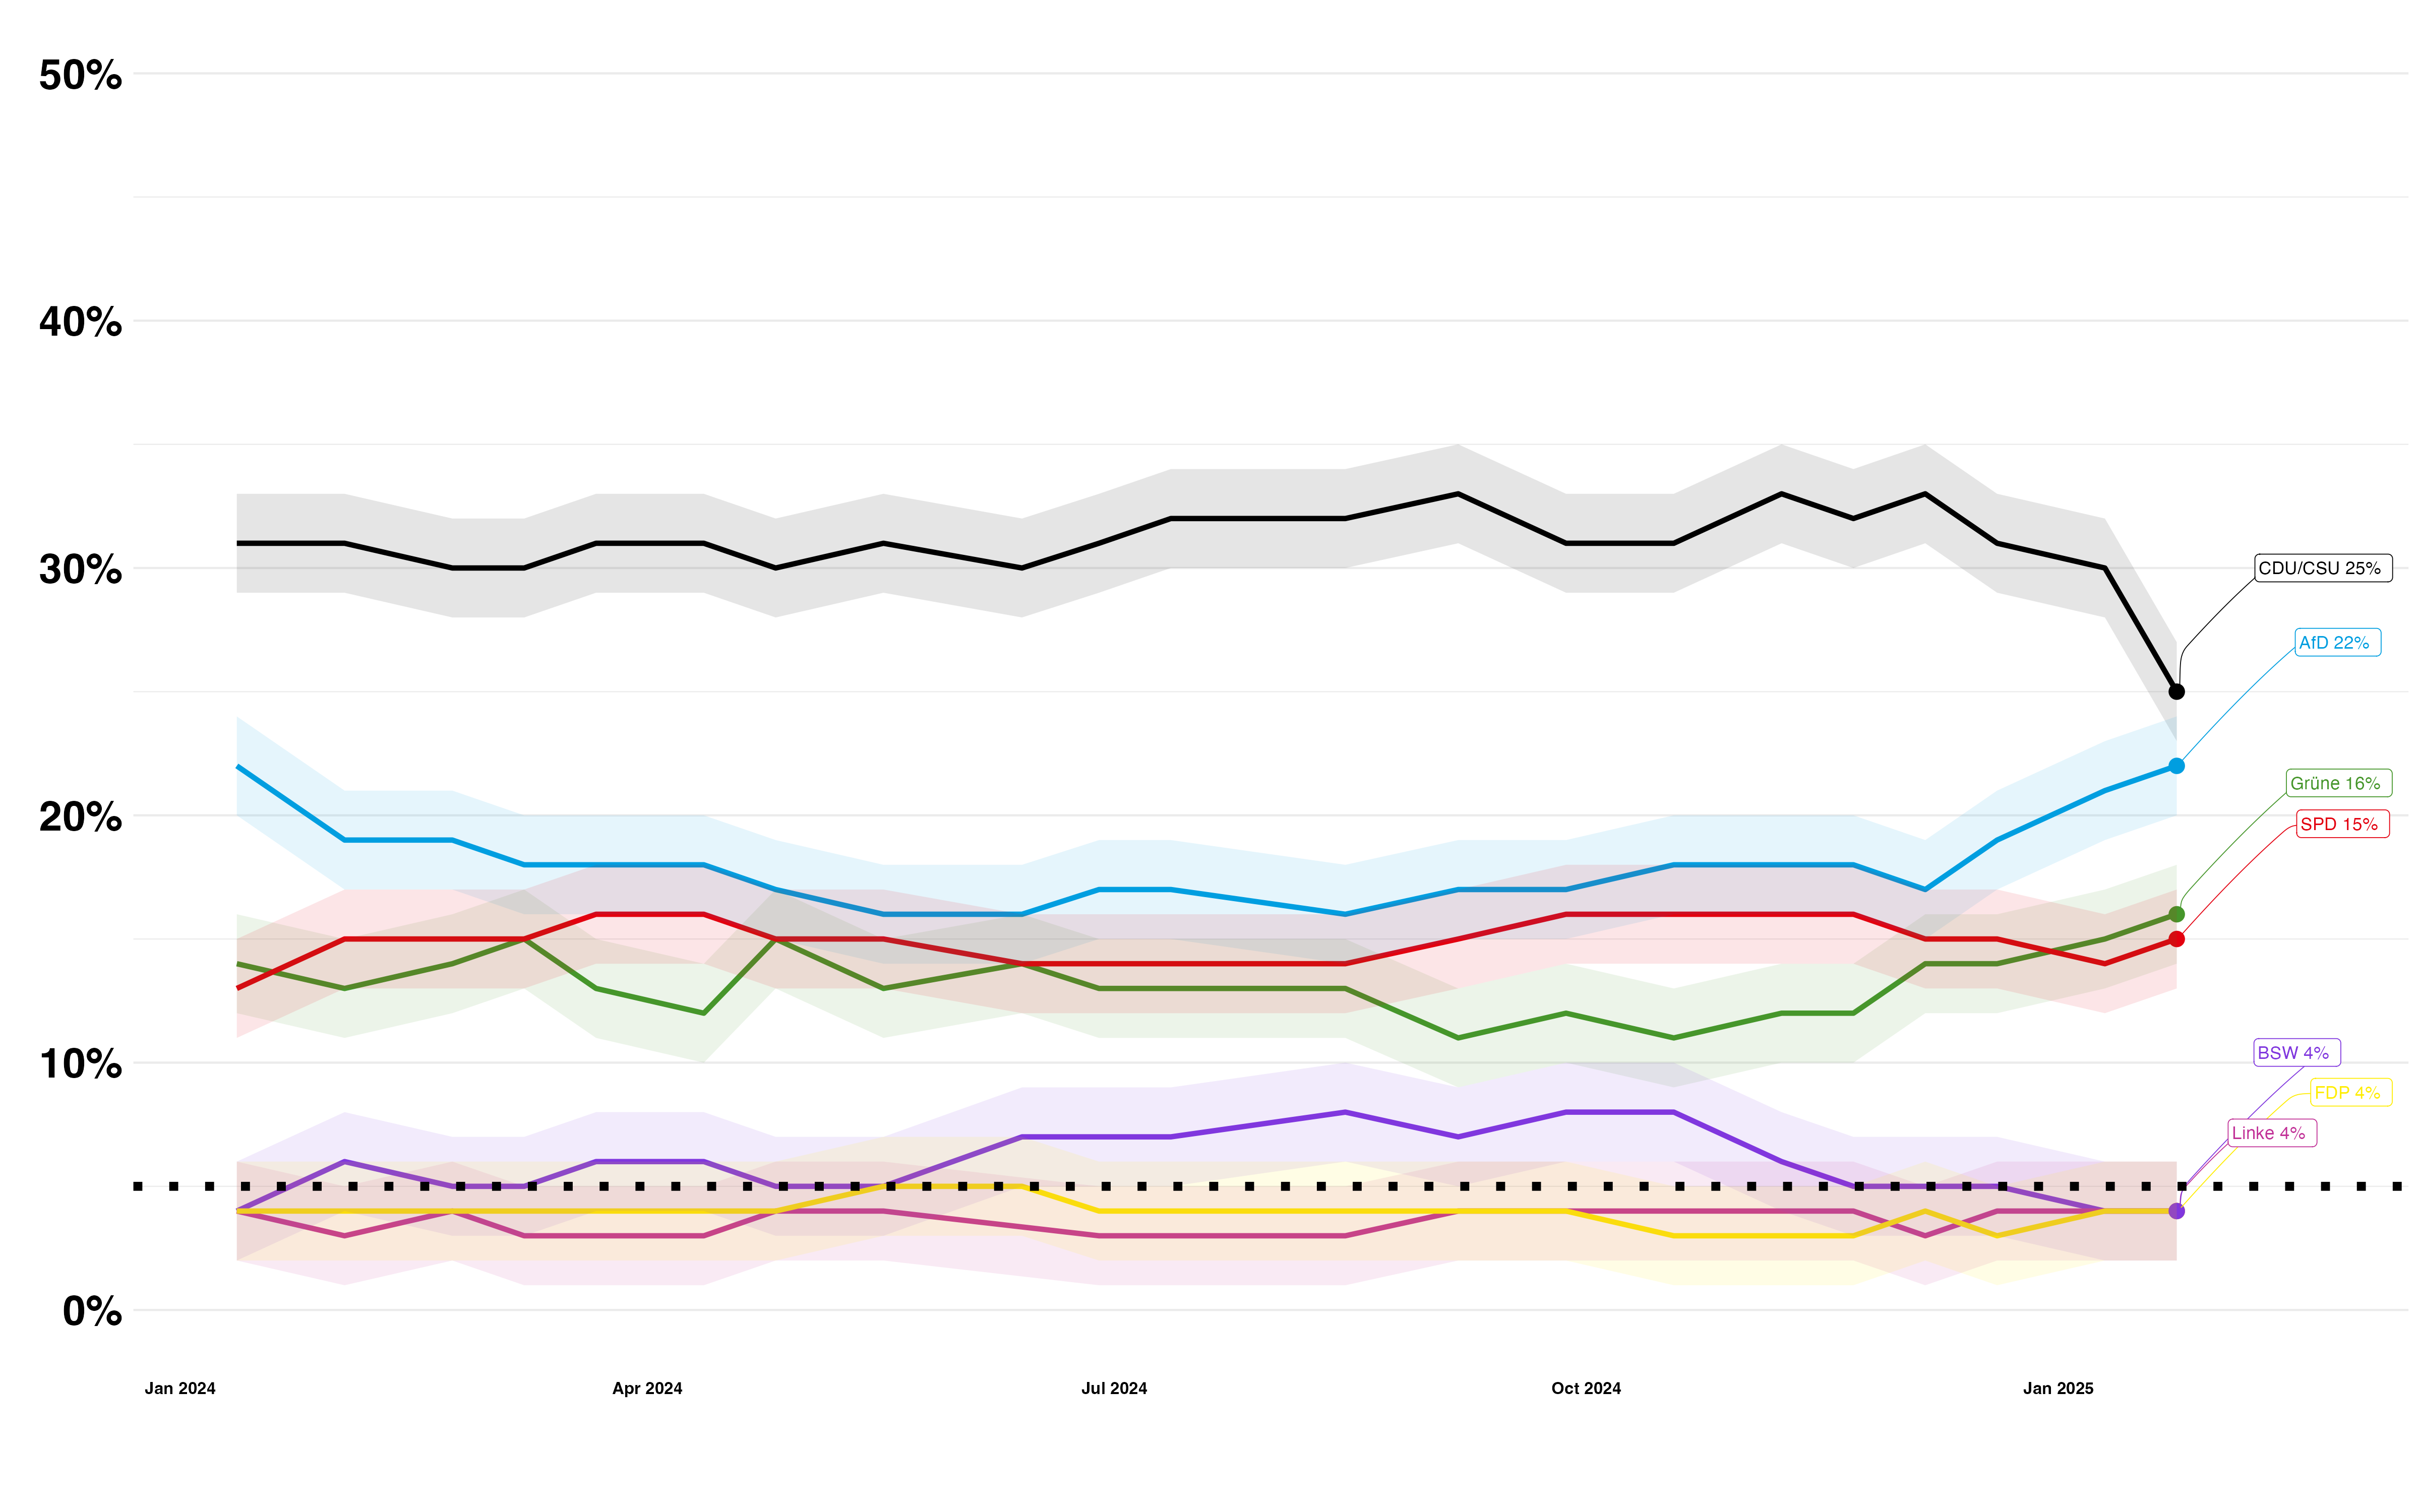 50%
40%
30%
20%
10%
0%
CDU/CSU 25%
AfD 22%
Grüne 16%
SPD 15%
BSW 4%
FDP 4%
Linke 4%
Jan 2024
Apr 2024
Jul 2024
Oct 2024
Jan 2025